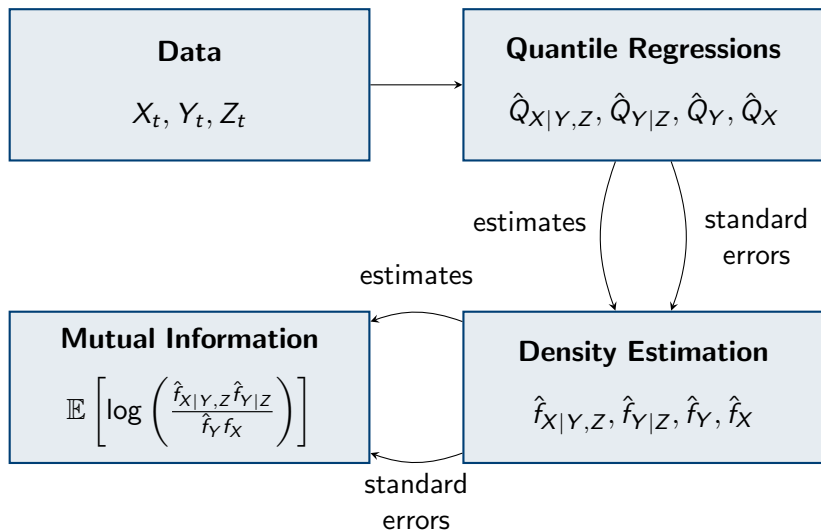 Data
X_t, Y_t, Z_t
Quantile Regressions
Q̂_{X|Y,Z}, Q̂_{Y|Z}, Q̂_Y, Q̂_X
estimates
standard
errors
estimates
Mutual Information
𝔼 [log (f̂_{X|Y,Z} f̂_{Y|Z} / f̂_Y f_X)]
Density Estimation
f̂_{X|Y,Z}, f̂_{Y|Z}, f̂_Y, f̂_X
standard
errors